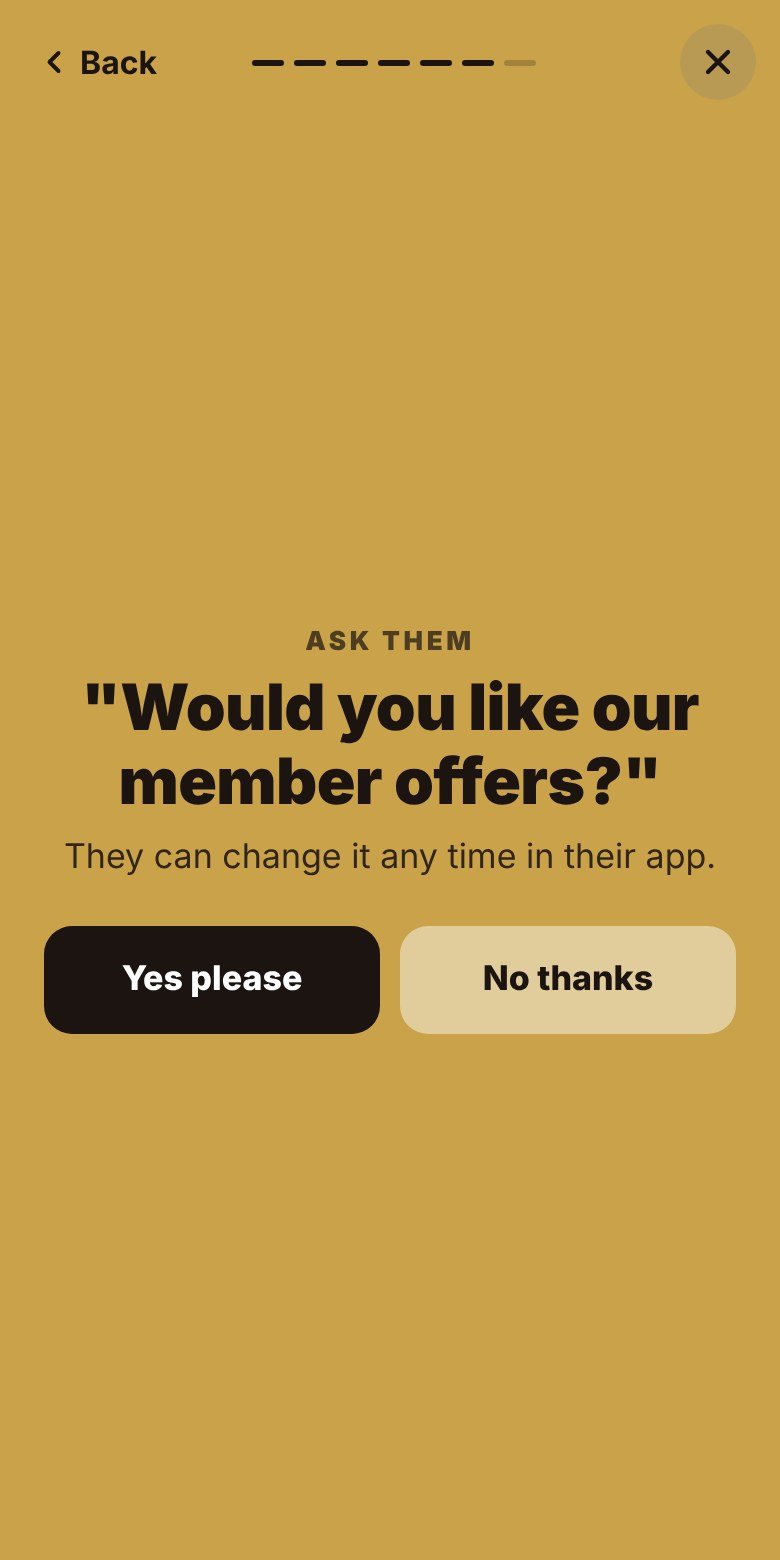 Back
ASK THEM
"Would you like our
member offers?"
They can change it any time in their app.
Yes please
No thanks